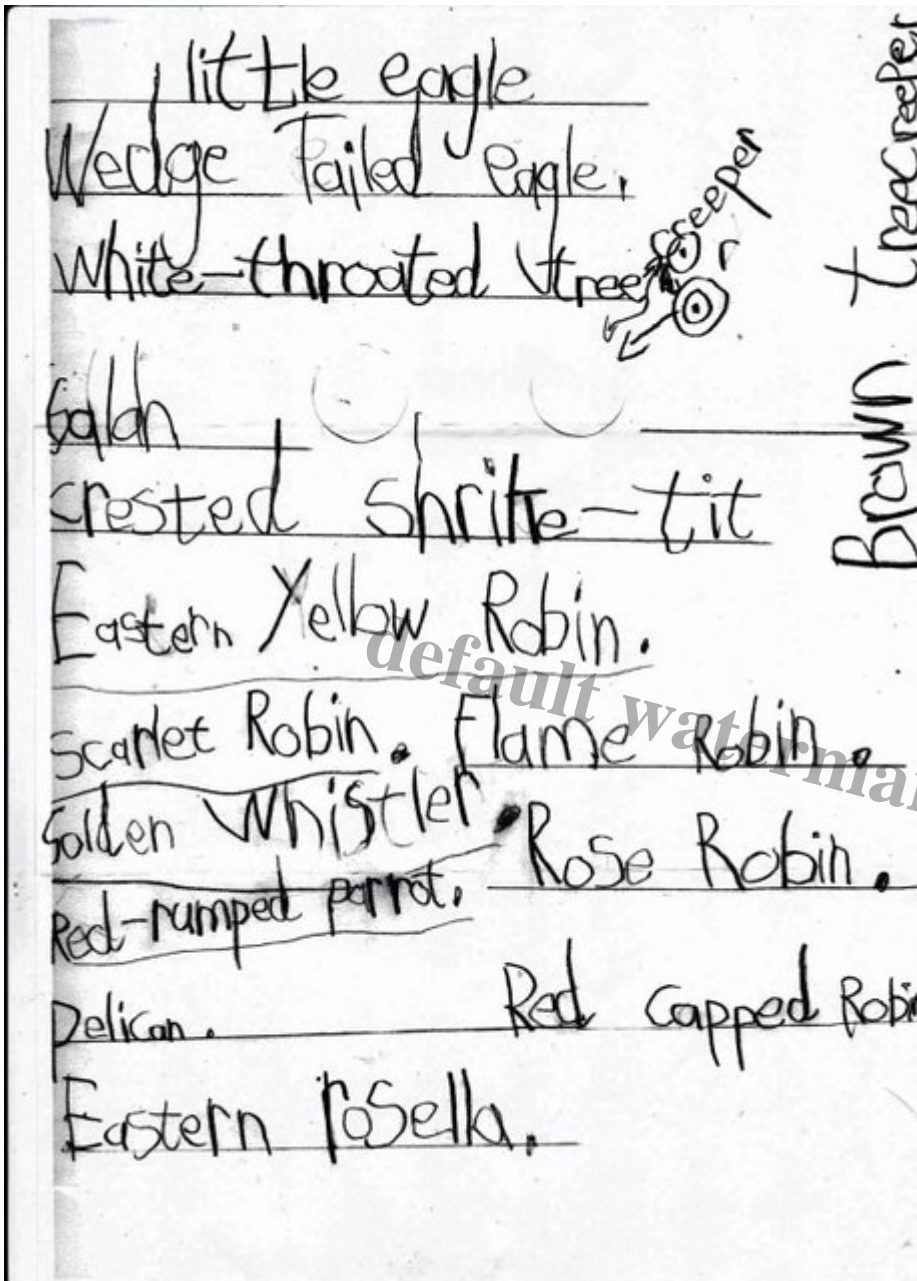 little eagle
Wedge Tailed eagle.
White-throated treecreeper
r
Galah
crested shrike-tit
Eastern Yellow Robin.
Scarlet Robin. Flame Robin.
Golden Whistler. Rose Robin.
Red-rumped parrot.
Pelican. Red Capped Robin
Eastern rosella.
Brown treecreeper
default watermar